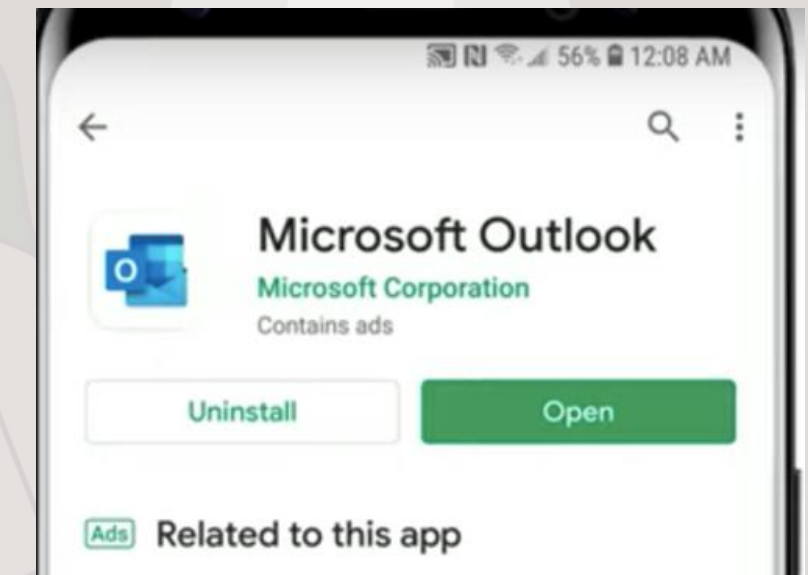 56% 12:08 AM
Microsoft Outlook
O
Microsoft Corporation
Contains ads
Uninstall Open
Ads Related to this app